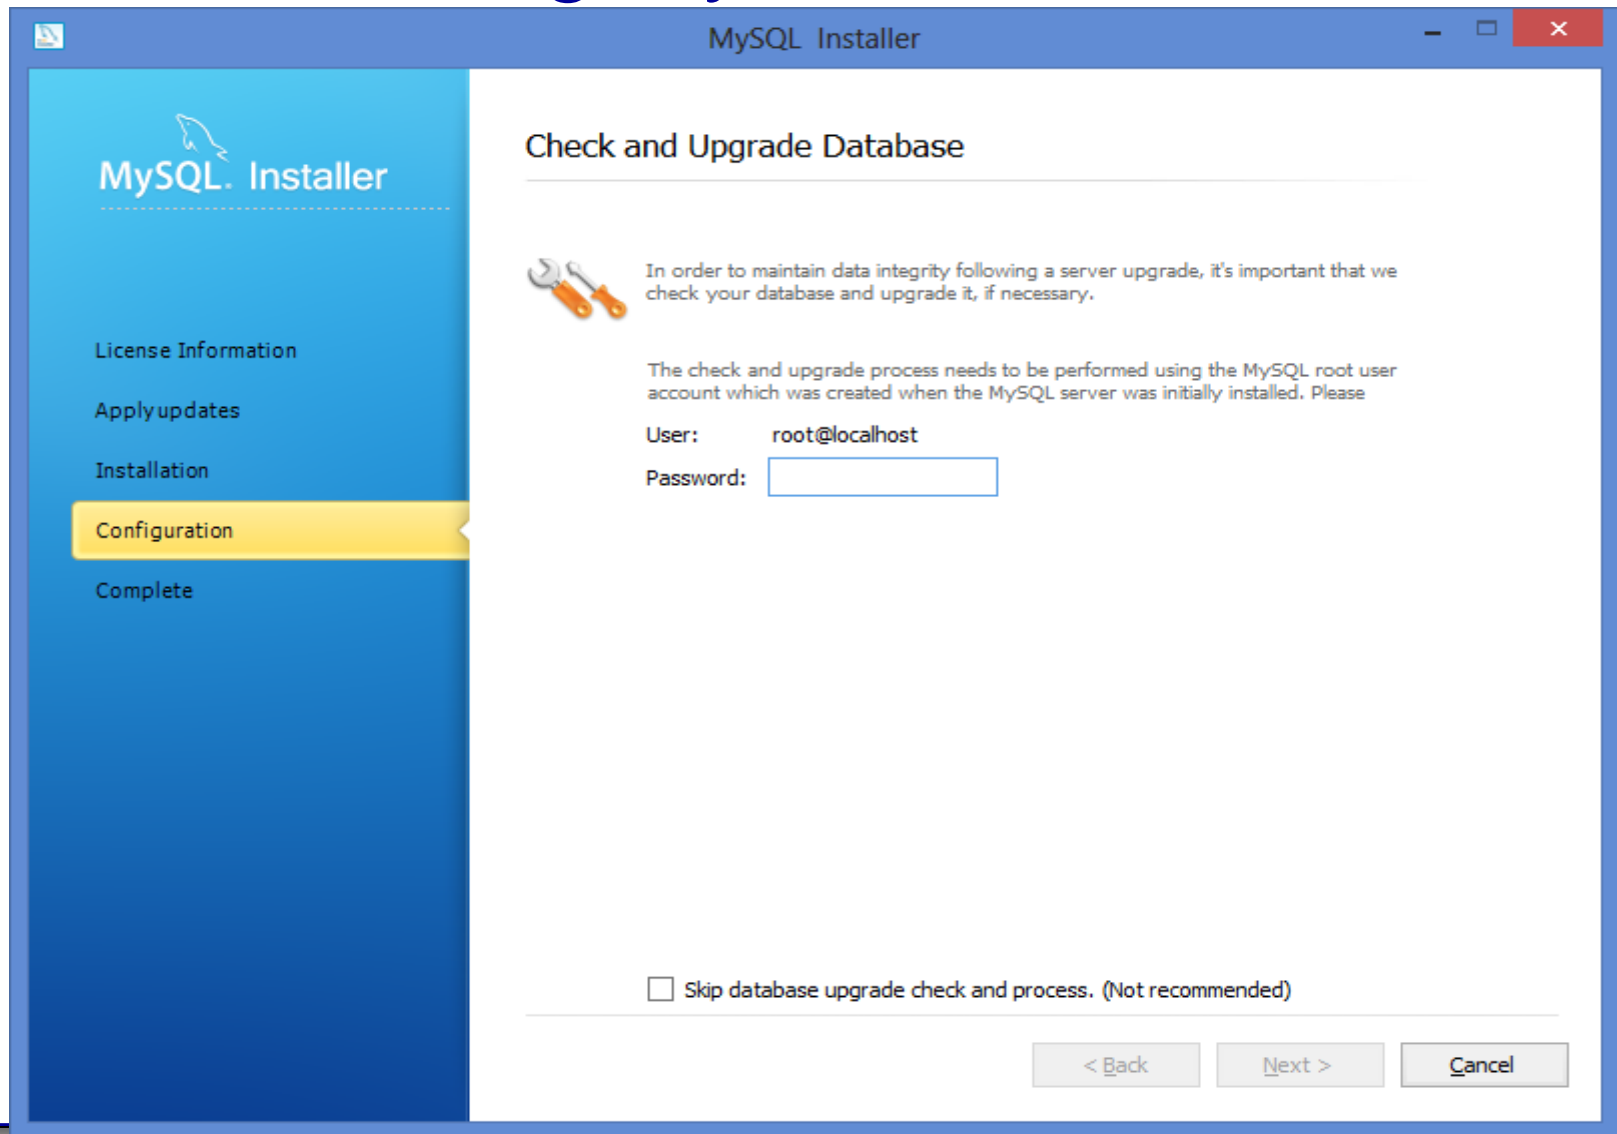 MySQL Installer
MySQL. Installer
License Information
Apply updates
Installation
Configuration
Complete
Check and Upgrade Database
In order to maintain data integrity following a server upgrade, it's important that we
check your database and upgrade it, if necessary.
The check and upgrade process needs to be performed using the MySQL root user
account which was created when the MySQL server was initially installed. Please
User: root@localhost
Password:
Skip database upgrade check and process. (Not recommended)
< Back Next > Cancel